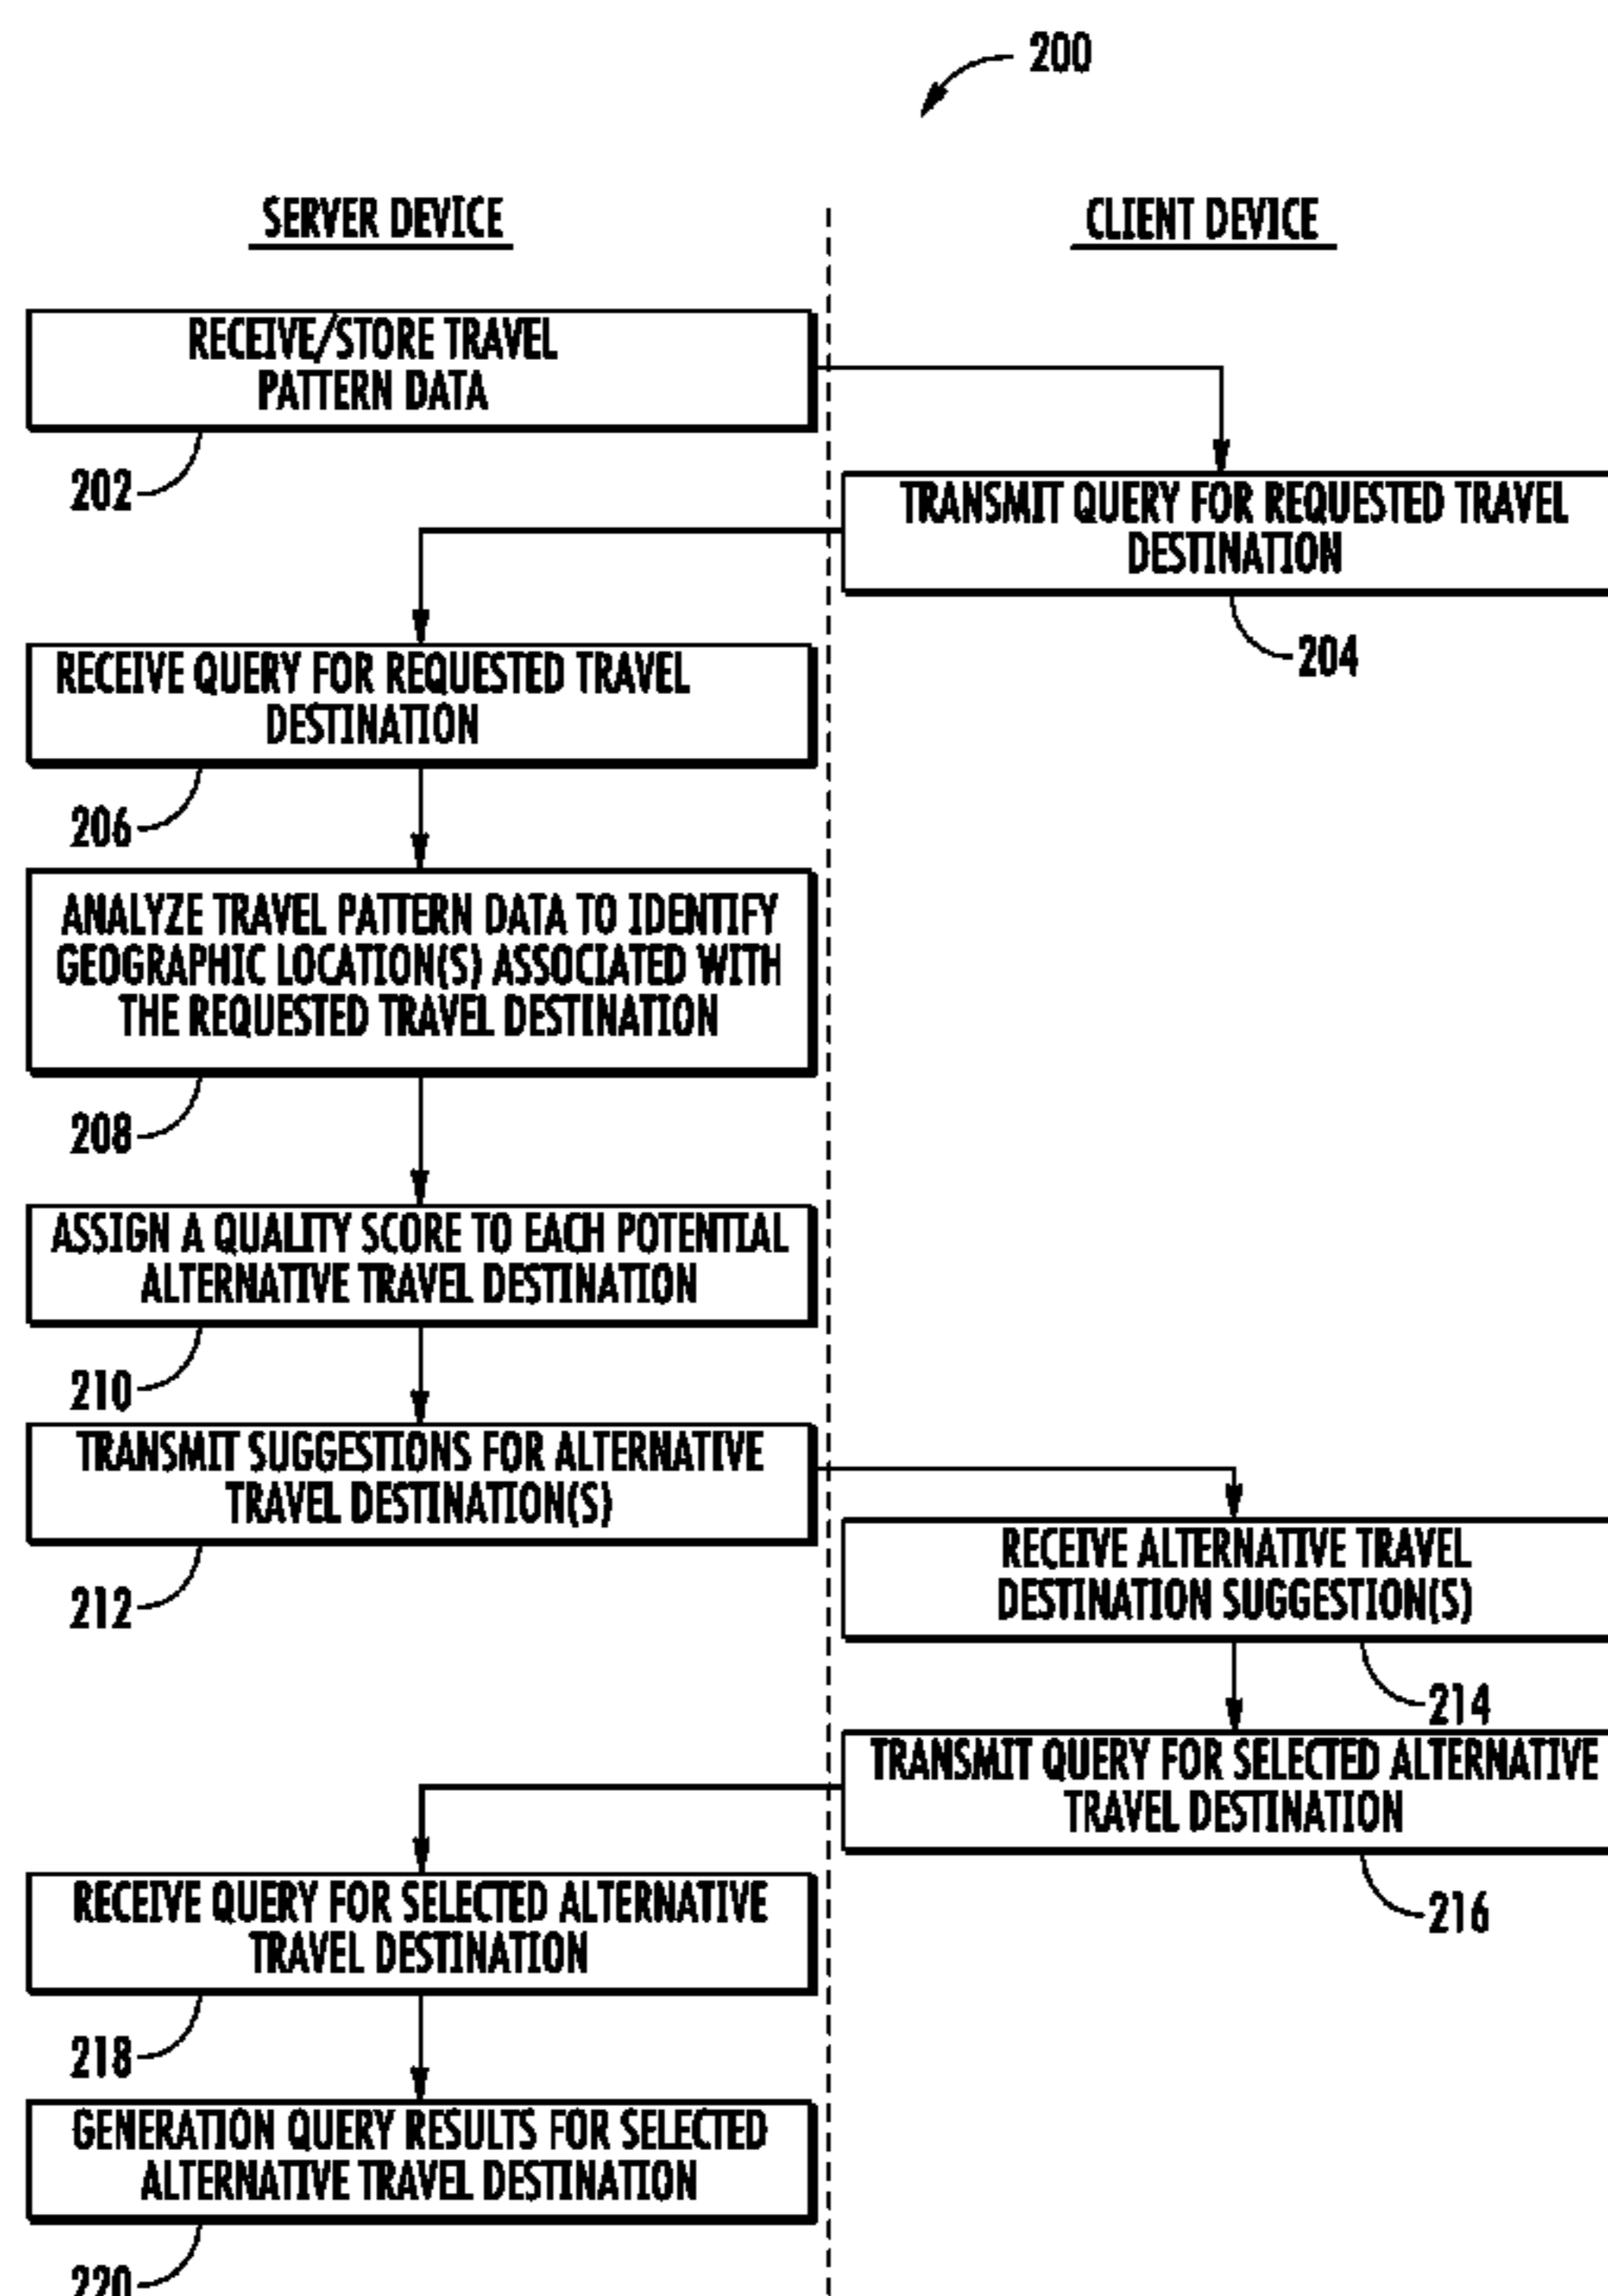 200
SERVER DEVICE
CLIENT DEVICE
RECEIVE/STORE TRAVEL
PATTERN DATA
202
TRANSMIT QUERY FOR REQUESTED TRAVEL
DESTINATION
204
RECEIVE QUERY FOR REQUESTED TRAVEL
DESTINATION
206
ANALYZE TRAVEL PATTERN DATA TO IDENTIFY
GEOGRAPHIC LOCATION(S) ASSOCIATED WITH
THE REQUESTED TRAVEL DESTINATION
208
ASSIGN A QUALITY SCORE TO EACH POTENTIAL
ALTERNATIVE TRAVEL DESTINATION
210
TRANSMIT SUGGESTIONS FOR ALTERNATIVE
TRAVEL DESTINATION(S)
212
RECEIVE ALTERNATIVE TRAVEL
DESTINATION SUGGESTION(S)
214
TRANSMIT QUERY FOR SELECTED ALTERNATIVE
TRAVEL DESTINATION
216
RECEIVE QUERY FOR SELECTED ALTERNATIVE
TRAVEL DESTINATION
218
GENERATION QUERY RESULTS FOR SELECTED
ALTERNATIVE TRAVEL DESTINATION
220